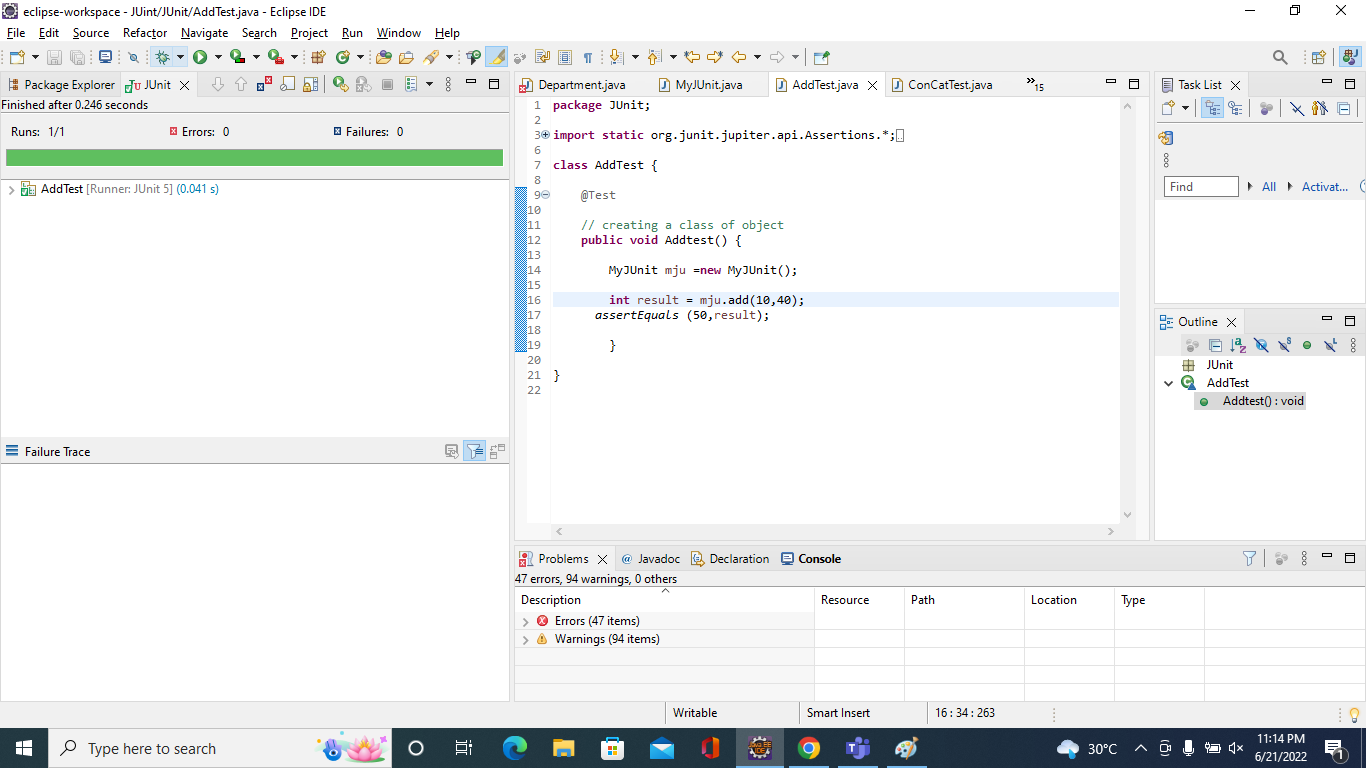 eclipse-workspace - JUint/JUnit/AddTest.java - Eclipse IDE
File Edit Source Refactor Navigate Search Project Run Window Help
Package Explorer JUnit
Finished after 0.246 seconds
Runs: 1/1 Errors: 0 Failures: 0
AddTest [Runner: JUnit 5] (0.041 s)
Failure Trace
Department.java MyJUnit.java AddTest.java ConCatTest.java »15
1 package JUnit;
2
3 import static org.junit.jupiter.api.Assertions.*;
6
7 class AddTest {
8
9 @Test
10
11 // creating a class of object
12 public void Addtest() {
13
14 MyJUnit mju =new MyJUnit();
15
16 int result = mju.add(10,40);
17 assertEquals (50,result);
18
19 }
20
21 }
22
Task List
Find All Activat...
Outline
JUnit
AddTest
Addtest() : void
Problems @ Javadoc Declaration Console
47 errors, 94 warnings, 0 others
Description Resource Path Location Type
Errors (47 items)
Warnings (94 items)
Writable Smart Insert 16 : 34 : 263
Type here to search
30°C
11:14 PM
6/21/2022
1